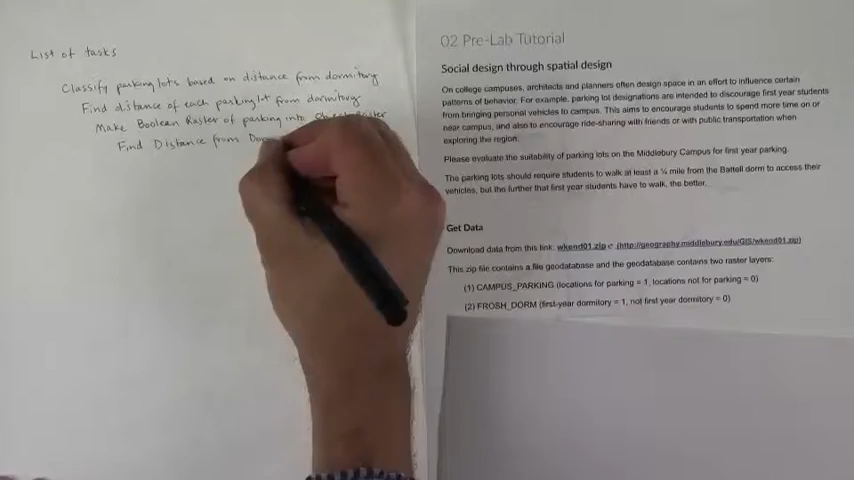 List of tasks
Classify parking lots based on distance from dormitory
Find distance of each parking lot from dormitory
Make Boolean Raster of parking into Object Raster
Find Distance from
02 Pre-Lab Tutorial
Social design through spatial design
On college campuses, architects and planners often design space in an effort to influence certain
patterns of behavior. For example, parking lot designations are intended to discourage first year students
from bringing personal vehicles to campus. This aims to encourage students to spend more time on or
near campus, and also to encourage ride-sharing with friends or with public transportation when
exploring the region.
Please evaluate the suitability of parking lots on the Middlebury Campus for first year parking.
The parking lots should require students to walk at least a ¼ mile from the Battell dorm to access their
vehicles, but the further that first year students have to walk, the better.
Get Data
Download data from this link: wkend01.zip (http://geography.middlebury.edu/GIS/wkend01.zip)
This zip file contains a file geodatabase and the geodatabase contains two raster layers:
(1) CAMPUS_PARKING (locations for parking = 1, locations not for parking = 0)
(2) FROSH_DORM (first-year dormitory = 1, not first year dormitory = 0)